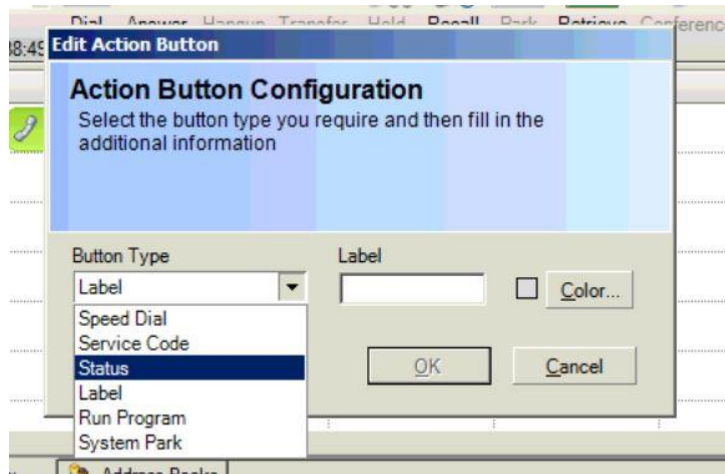 Dial Answer Hangup Transfer Hold Recall Park Retrieve Conferenc
38:49
Edit Action Button
Action Button Configuration
Select the button type you require and then fill in the
additional information
Button Type Label
Label Color...
Speed Dial
Service Code
Status OK Cancel
Label
Run Program
System Park
Address Books